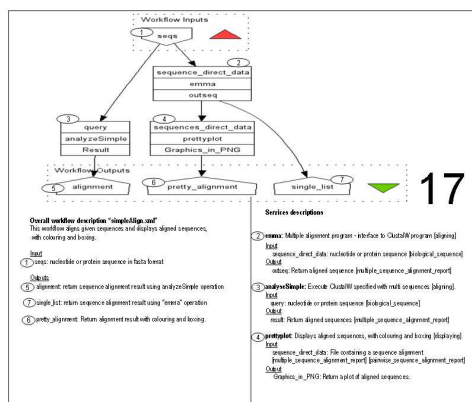 Workflow Inputs
1 seqs
2
sequence_direct_data
emma
outseq
3
query
analyzeSimple
Result
4
sequences_direct_data
prettyplot
Graphics_in_PNG
Workflow Outputs
5 alignment
6 pretty_alignment
7 single_list
17
Overall workflow description "simpleAlign.xml"
This workflow aligns given sequences and displays aligned sequences,
with colouring and boxing.
Input
1 seqs: nucleotide or protein sequence in fasta format
Outputs
5 alignment: return sequence alignment result using analyzeSimple operation
7 single_list: return sequence alignment result using "emma" operation
6 pretty_alignment: Return alignment result with colouring and boxing.
Services descriptions
2 emma: Multiple alignment program - interface to ClustalW program [aligning]
Input
sequence_direct_data: nucleotide or protein sequence [biological_sequence]
Output
outseq: Return aligned sequence [multiple_sequence_alignment_report]
3 analyseSimple: Execute ClustalW specified with multi sequences [aligning].
Input
query: nucleotide or protein sequence [biological_sequence]
Output
result: Return aligned sequences [multiple_sequence_alignment_report]
4 prettyplot: Displays aligned sequences, with colouring and boxing [displaying]
Input
sequence_direct_data: File containing a sequence alignment
[multiple_sequence_alignment_report] [pairwise_sequence_alignment_report]
Output
Graphics_in_PNG: Return a plot of aligned sequences.